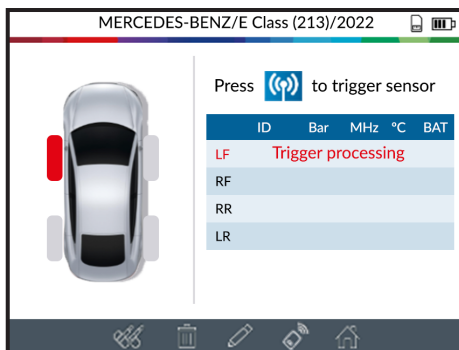 MERCEDES-BENZ/E Class (213)/2022
Press to trigger sensor
ID Bar MHz °C BAT
LF Trigger processing
RF
RR
LR